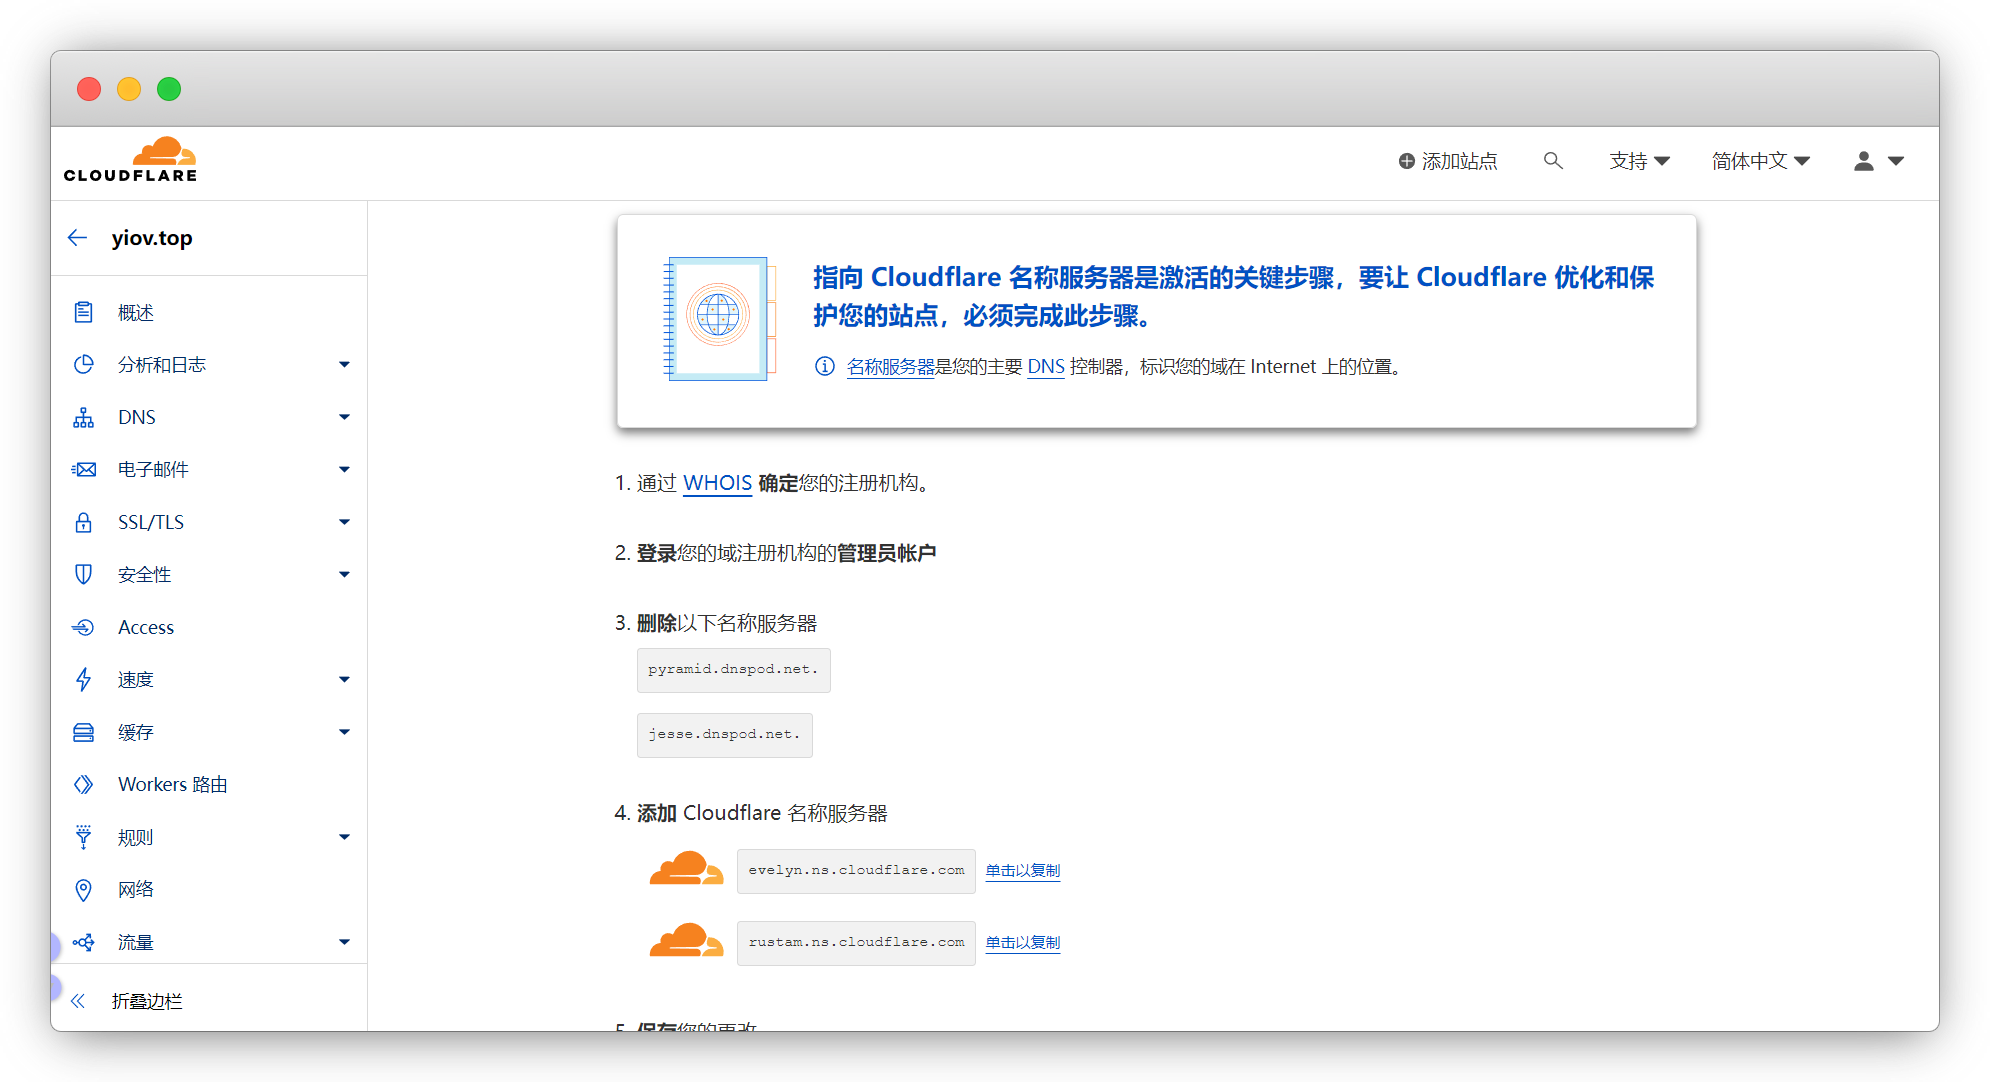 CLOUDFLARE
添加站点
支持
简体中文
yiov.top
概述
分析和日志
DNS
电子邮件
SSL/TLS
安全性
Access
速度
缓存
Workers 路由
规则
网络
流量
折叠边栏
指向 Cloudflare 名称服务器是激活的关键步骤，要让 Cloudflare 优化和保
护您的站点，必须完成此步骤。
名称服务器是您的主要 DNS 控制器，标识您的域在 Internet 上的位置。
1. 通过 WHOIS 确定您的注册机构。
2. 登录您的域注册机构的管理员帐户
3. 删除以下名称服务器
pyramid.dnspod.net.
jesse.dnspod.net.
4. 添加 Cloudflare 名称服务器
evelyn.ns.cloudflare.com 单击以复制
rustam.ns.cloudflare.com 单击以复制
5. 保存您的更改